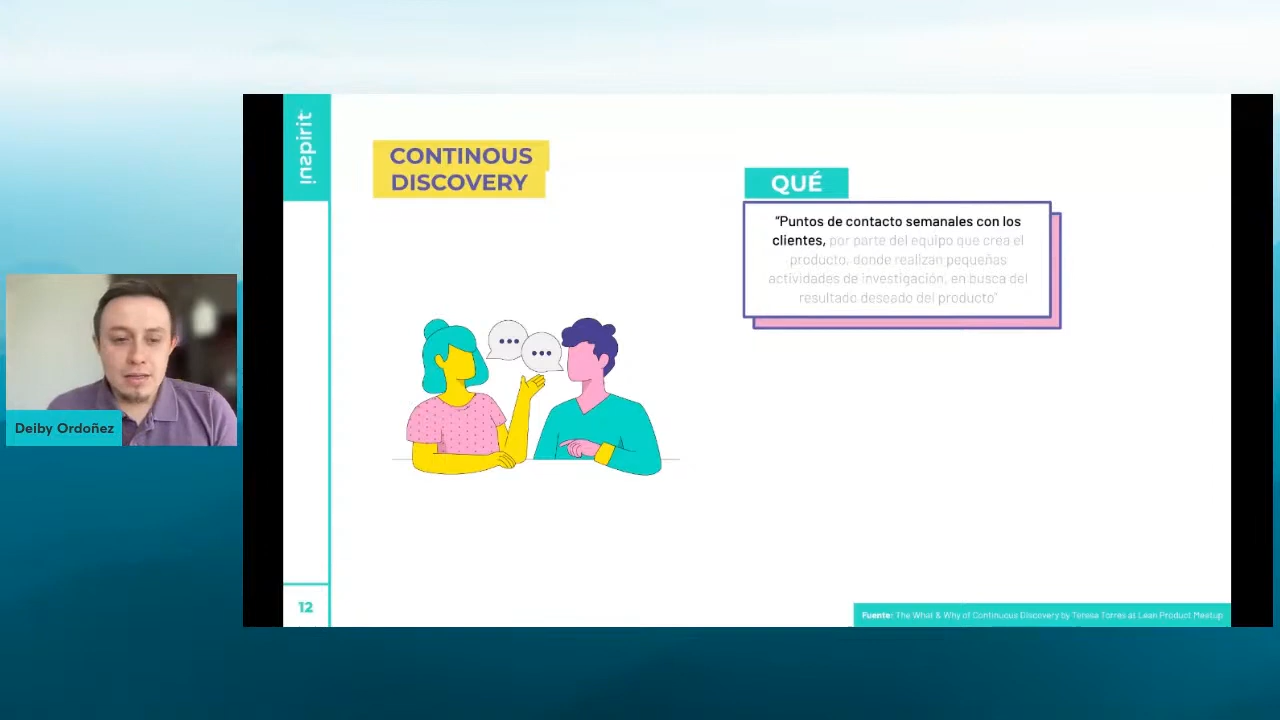 inspirit
CONTINOUS
DISCOVERY
QUÉ
“Puntos de contacto semanales con los
clientes, por parte del equipo que crea el
producto, donde realizan pequeñas
actividades de investigación, en busca del
resultado deseado del producto”
Deiby Ordoñez
12
Fuente: The What & Why of Continuous Discovery by Teresa Torres at Lean Product Meetup